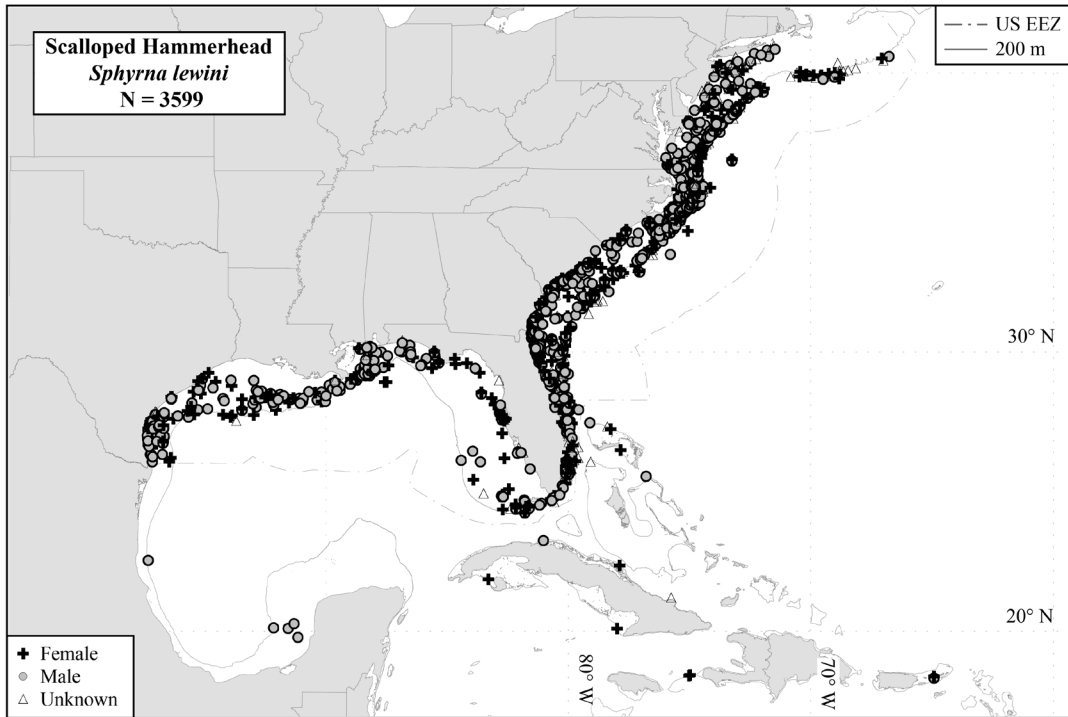 Scalloped Hammerhead
Sphyrna lewini
N = 3599
US EEZ
200 m
30° N
20° N
80° W
70° W
Female
Male
Unknown